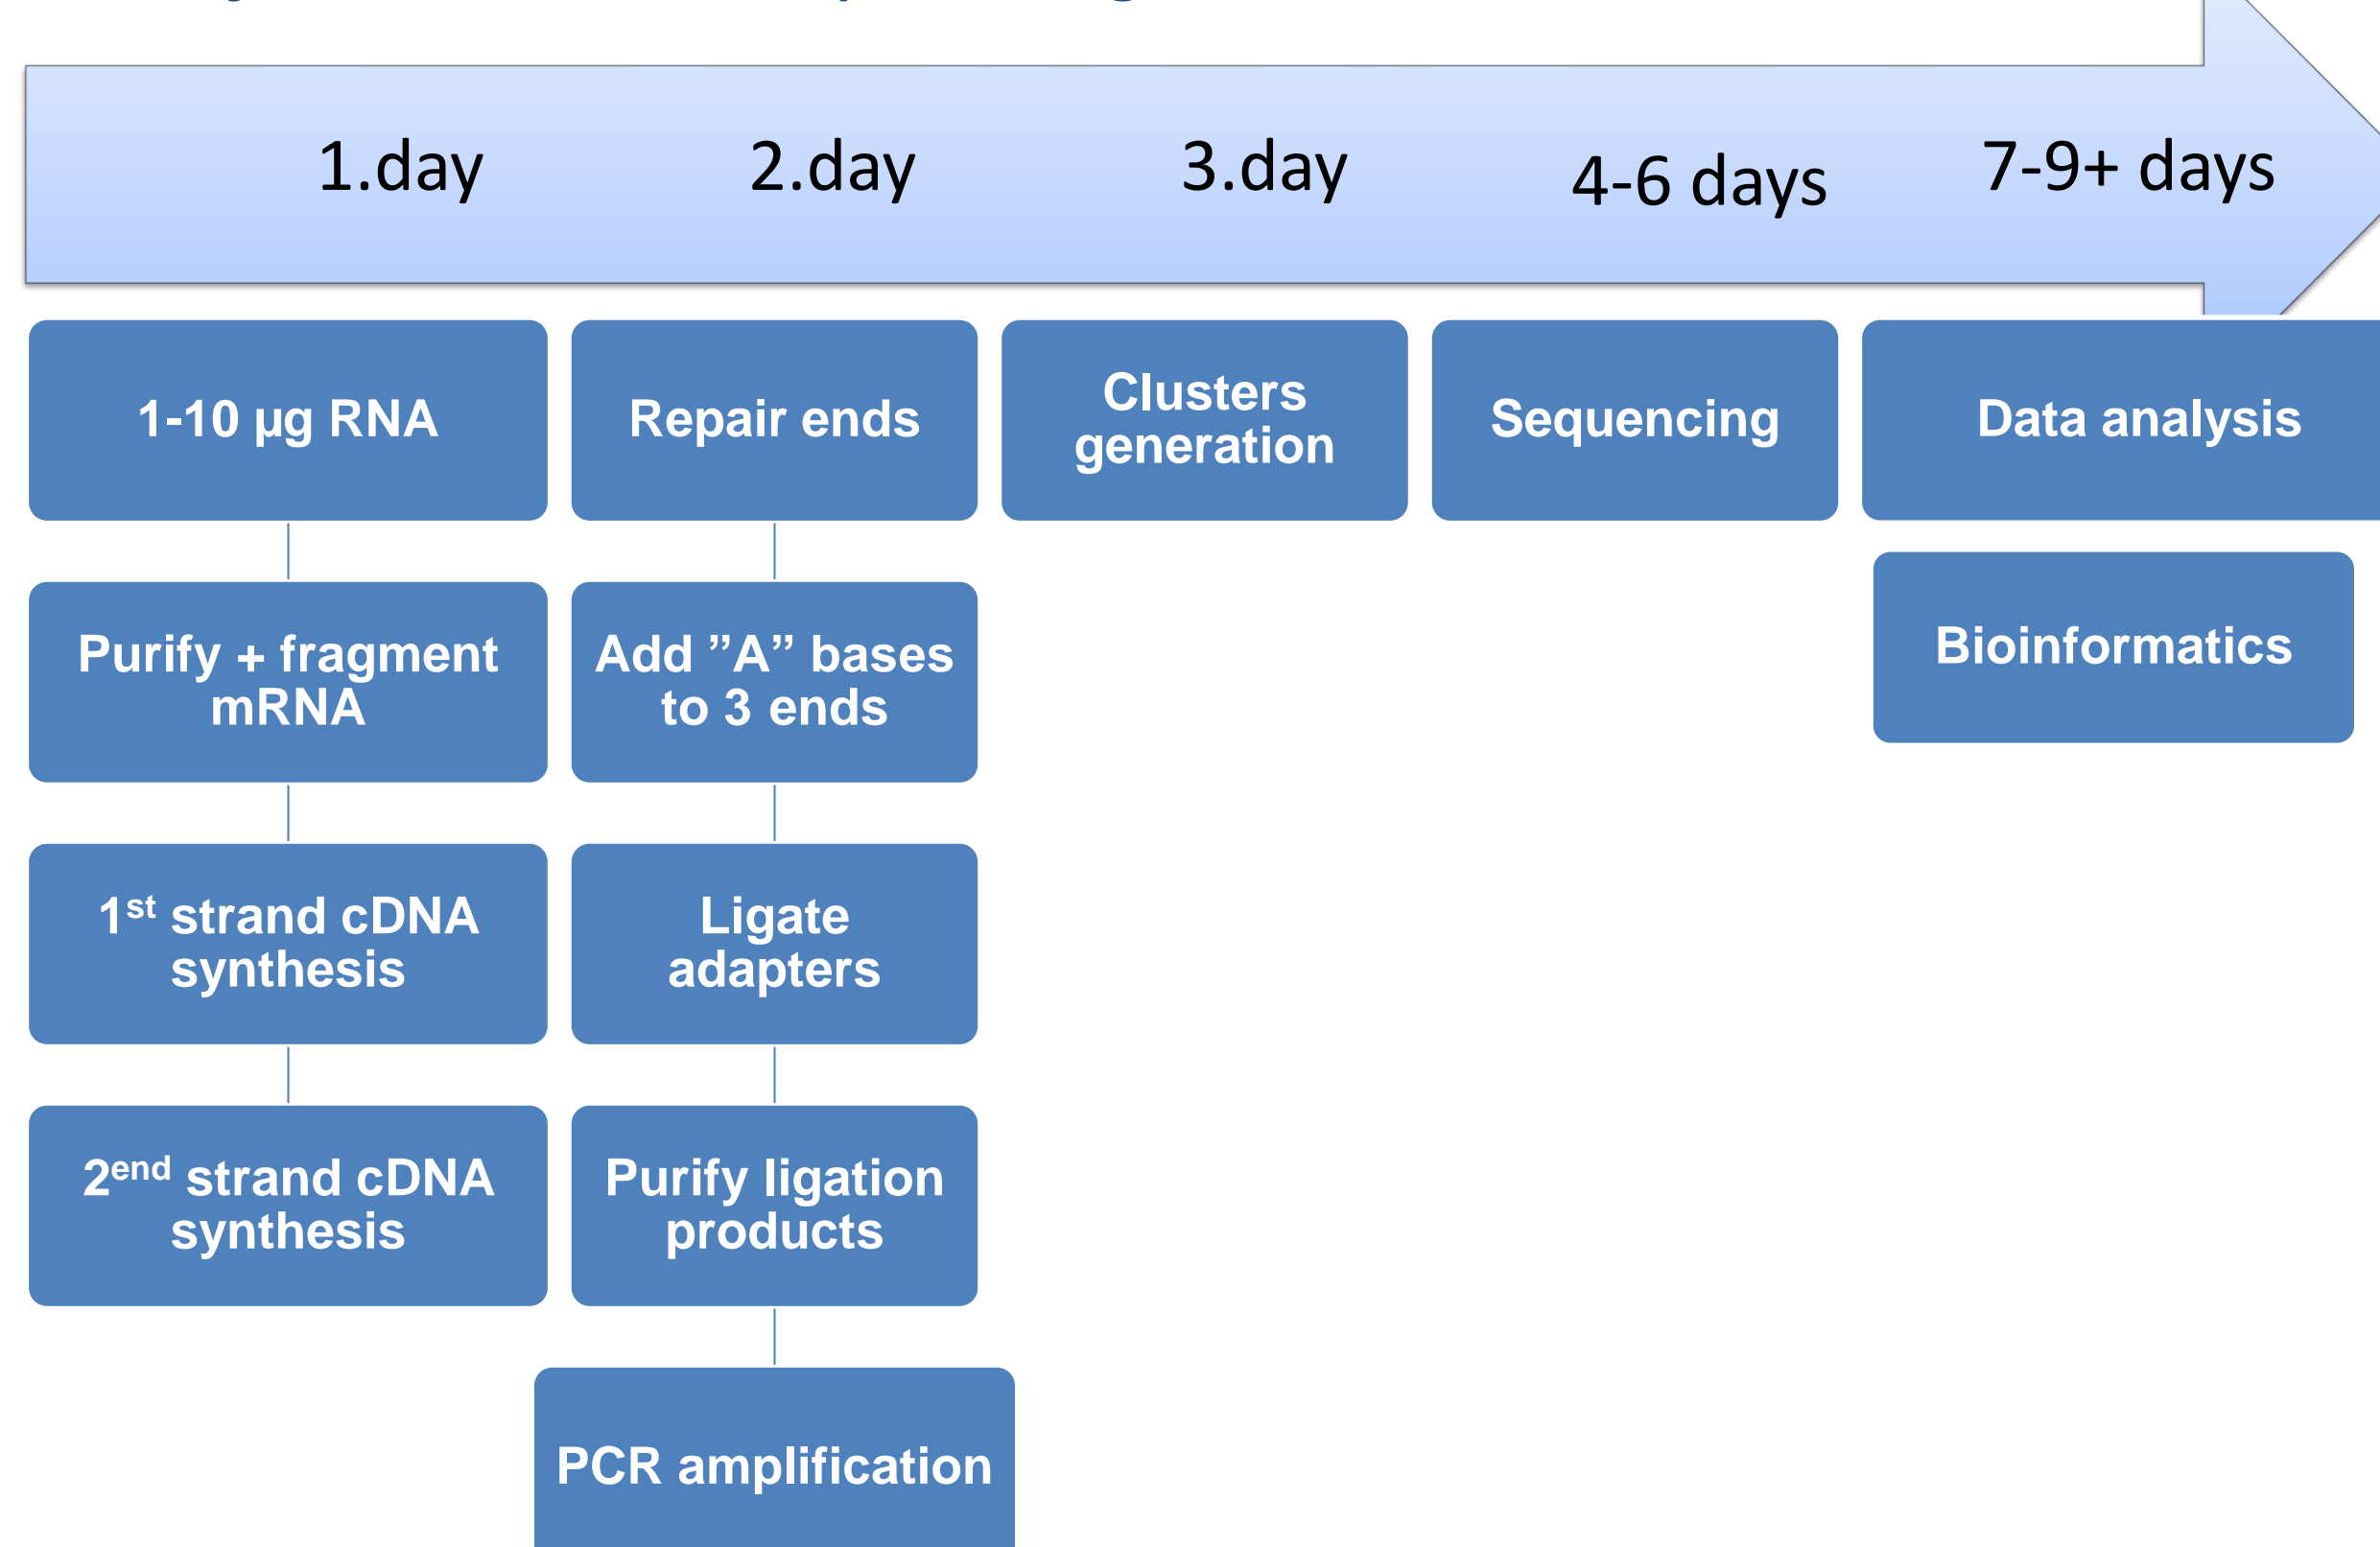 1.day
2.day
3.day
4-6 days
7-9+ days
1-10 µg RNA
Purify + fragment
mRNA
1st strand cDNA
synthesis
2end strand cDNA
synthesis
Repair ends
Add ”A” bases
to 3 ends
Ligate
adapters
Purify ligation
products
PCR amplification
Clusters
generation
Sequencing
Data analysis
Bioinformatics